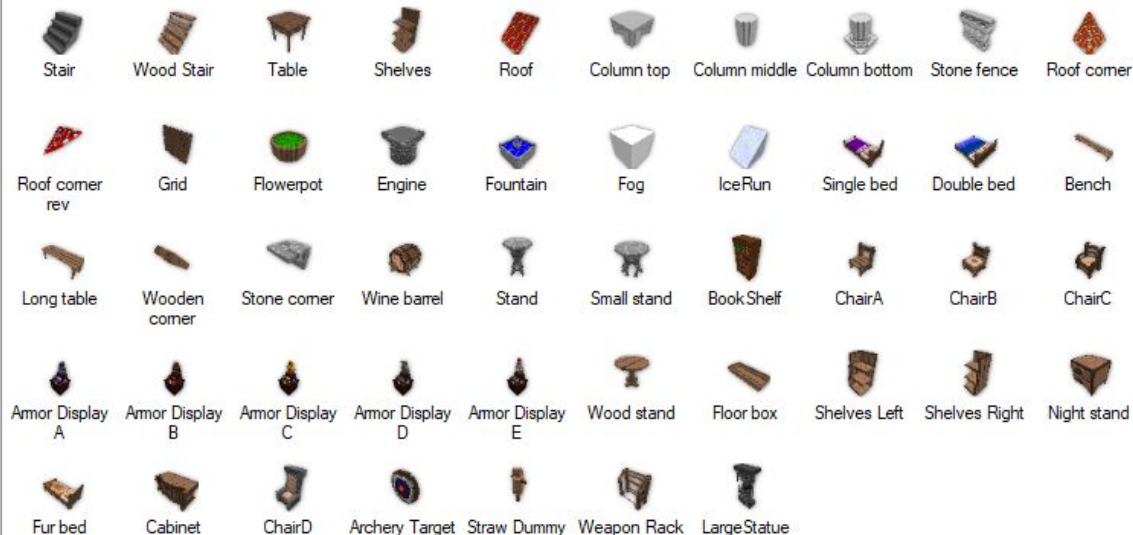 Stair Wood Stair Table Shelves Roof Column top Column middle Column bottom Stone fence Roof corner
Roof corner rev Grid Flowerpot Engine Fountain Fog IceRun Single bed Double bed Bench
Long table Wooden corner Stone corner Wine barrel Stand Small stand BookShelf ChairA ChairB ChairC
Armor Display A Armor Display B Armor Display C Armor Display D Armor Display E Wood stand Floor box Shelves Left Shelves Right Night stand
Fur bed Cabinet ChairD Archery Target Straw Dummy Weapon Rack LargeStatue